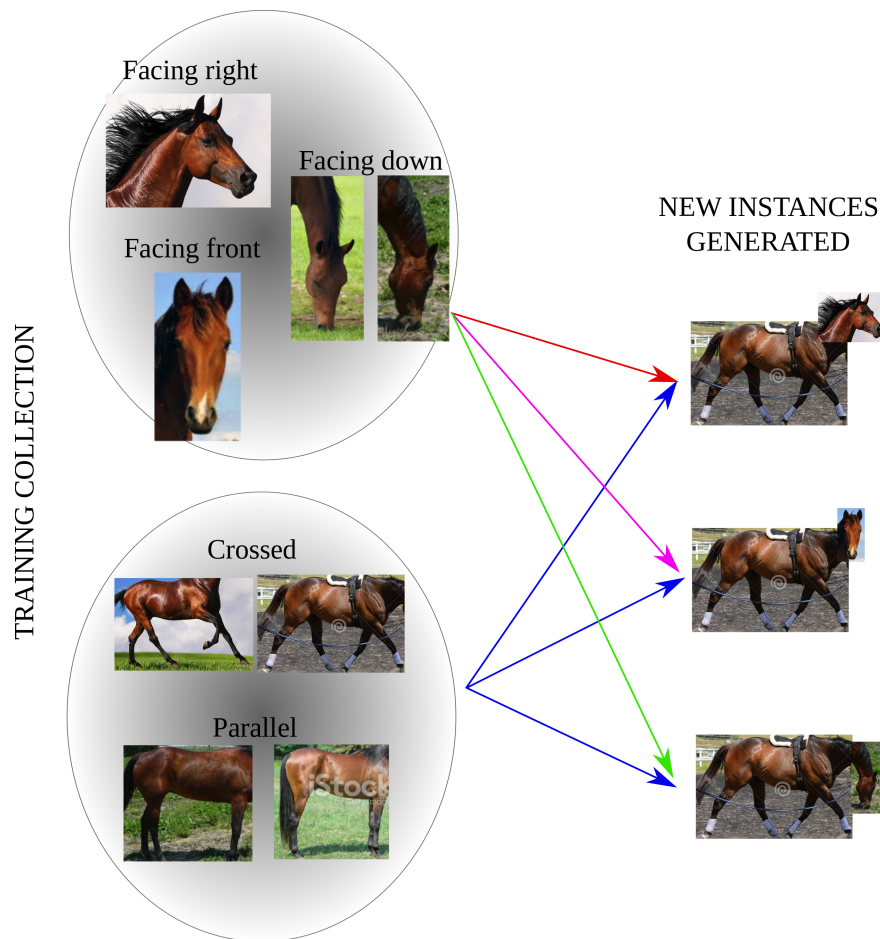 Facing right
Facing down
Facing front
TRAINING COLLECTION
NEW INSTANCES
GENERATED
Crossed
Parallel
iStock